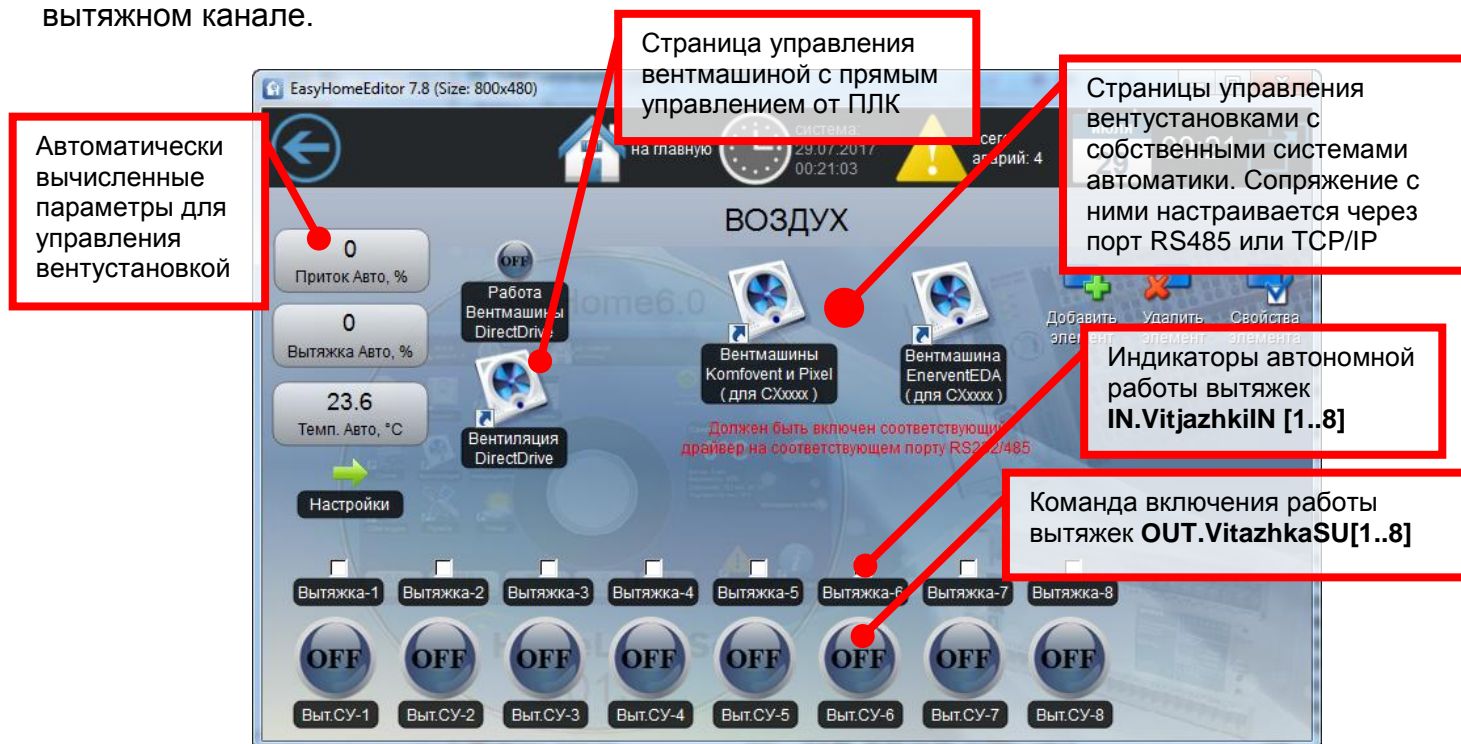 вытяжном канале.
Страница управления
вентмашиной с прямым
управлением от ПЛК
Страницы управления
вентустановками с
собственными системами
автоматики. Сопряжение с
ними настраивается через
порт RS485 или TCP/IP
Автоматически
вычисленные
параметры для
управления
вентустановкой
EasyHomeEditor 7.8 (Size: 800x480)
на главную
система:
29.07.2017
00:21:03
аварий: 4
29
ВОЗДУХ
0
Приток Авто, %
0
Вытяжка Авто, %
23.6
Темп. Авто, °C
Настройки
OFF
Работа
Вентмашины
DirectDrive
Вентиляция
DirectDrive
Вентмашины
Komfovent и Pixel
( для CXxxxx )
Вентмашина
EnerventEDA
( для CXxxxx )
Должен быть включен соответствующий
драйвер на соответствующем порту RS232/485
Добавить
элемент
Удалить
элемент
Свойства
элемента
Индикаторы автономной
работы вытяжек
IN.VitjazhkiIN [1..8]
Команда включения работы
вытяжек OUT.VitazhkaSU[1..8]
Вытяжка-1 Вытяжка-2 Вытяжка-3 Вытяжка-4 Вытяжка-5 Вытяжка-6 Вытяжка-7 Вытяжка-8
OFF OFF OFF OFF OFF OFF OFF OFF
Выт.СУ-1 Выт.СУ-2 Выт.СУ-3 Выт.СУ-4 Выт.СУ-5 Выт.СУ-6 Выт.СУ-7 Выт.СУ-8